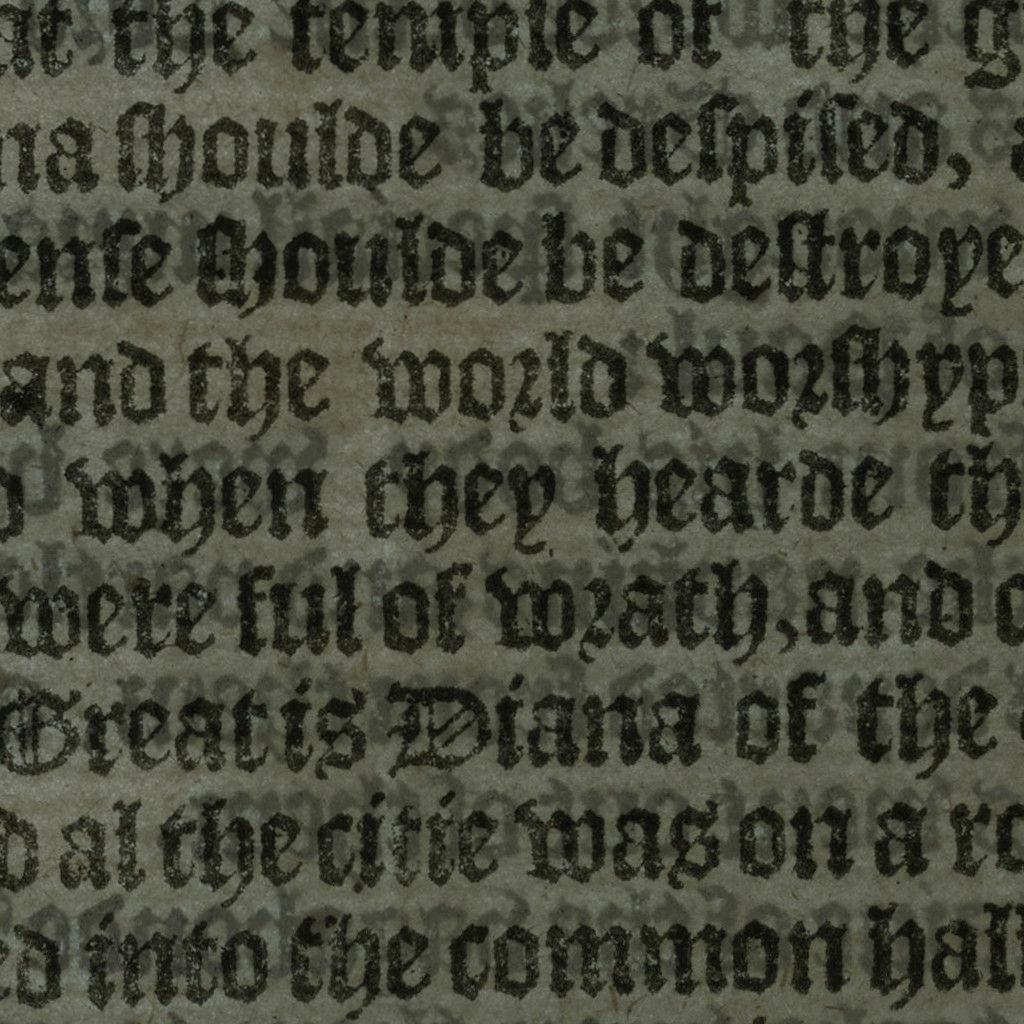 at the temple of the g
na ſhoulde be deſpiſed, a
enſe ſhoulde be deſtroye
and the world worſhyp
d when they hearde th
were ful of wrath, and c
Great is Diana of the
d al the citie was on a ro
ed into the common hall